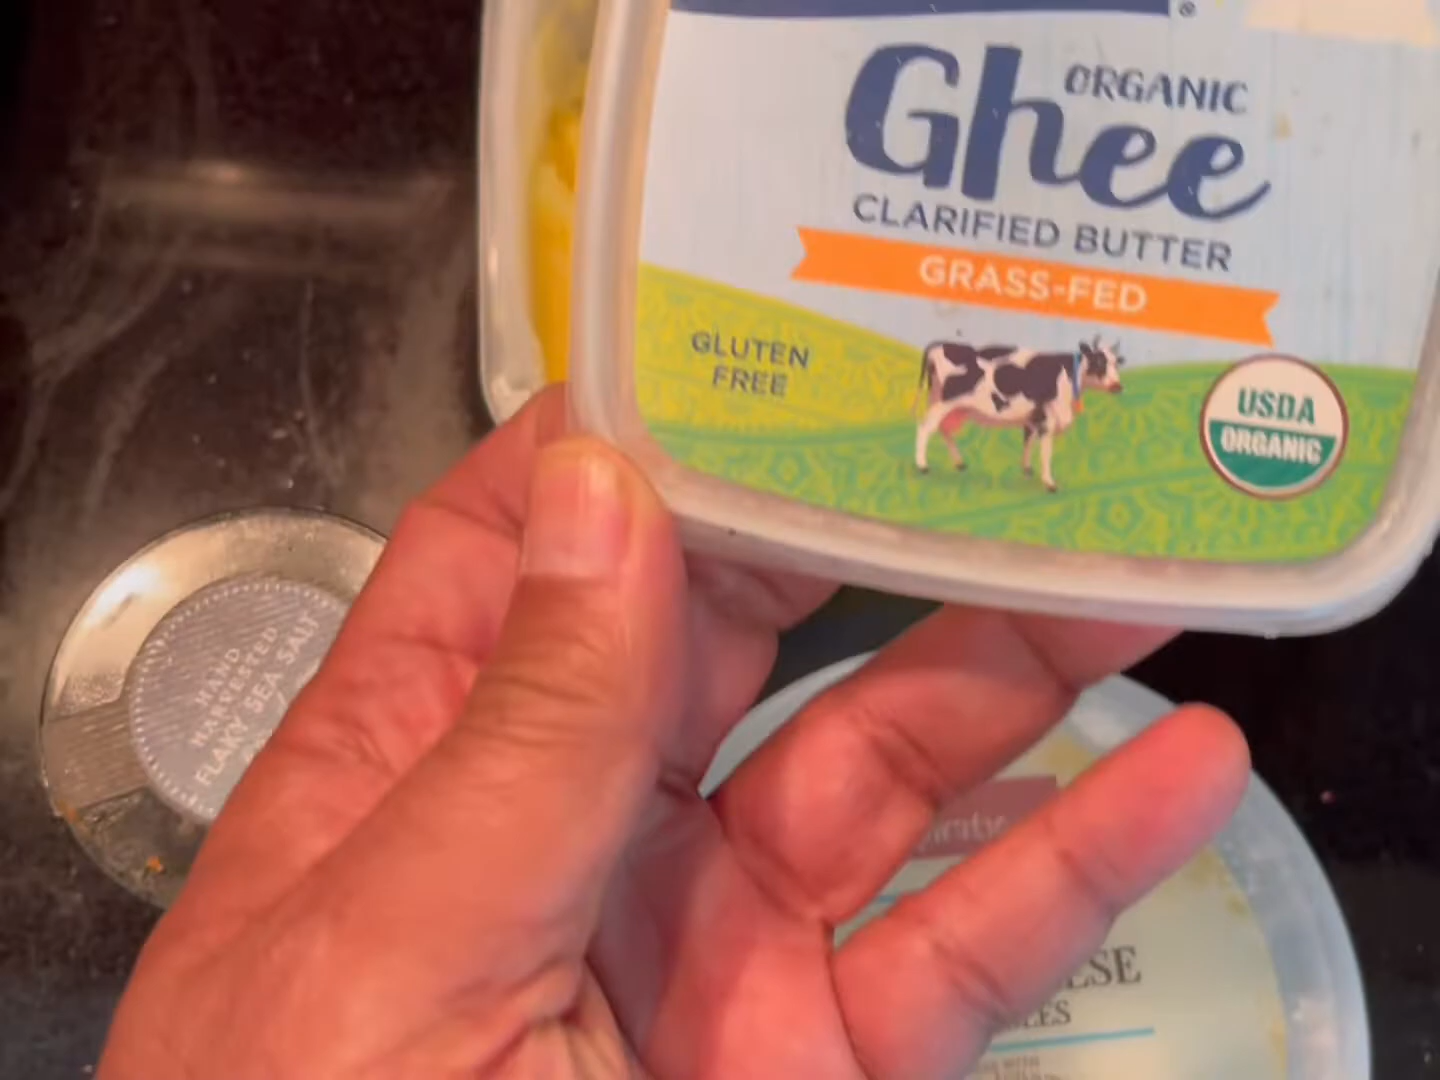 ®
ORGANIC
Ghee
CLARIFIED BUTTER
GRASS-FED
GLUTEN
FREE
USDA
ORGANIC
HAND
HARVESTED
FLAKY SEA SALT